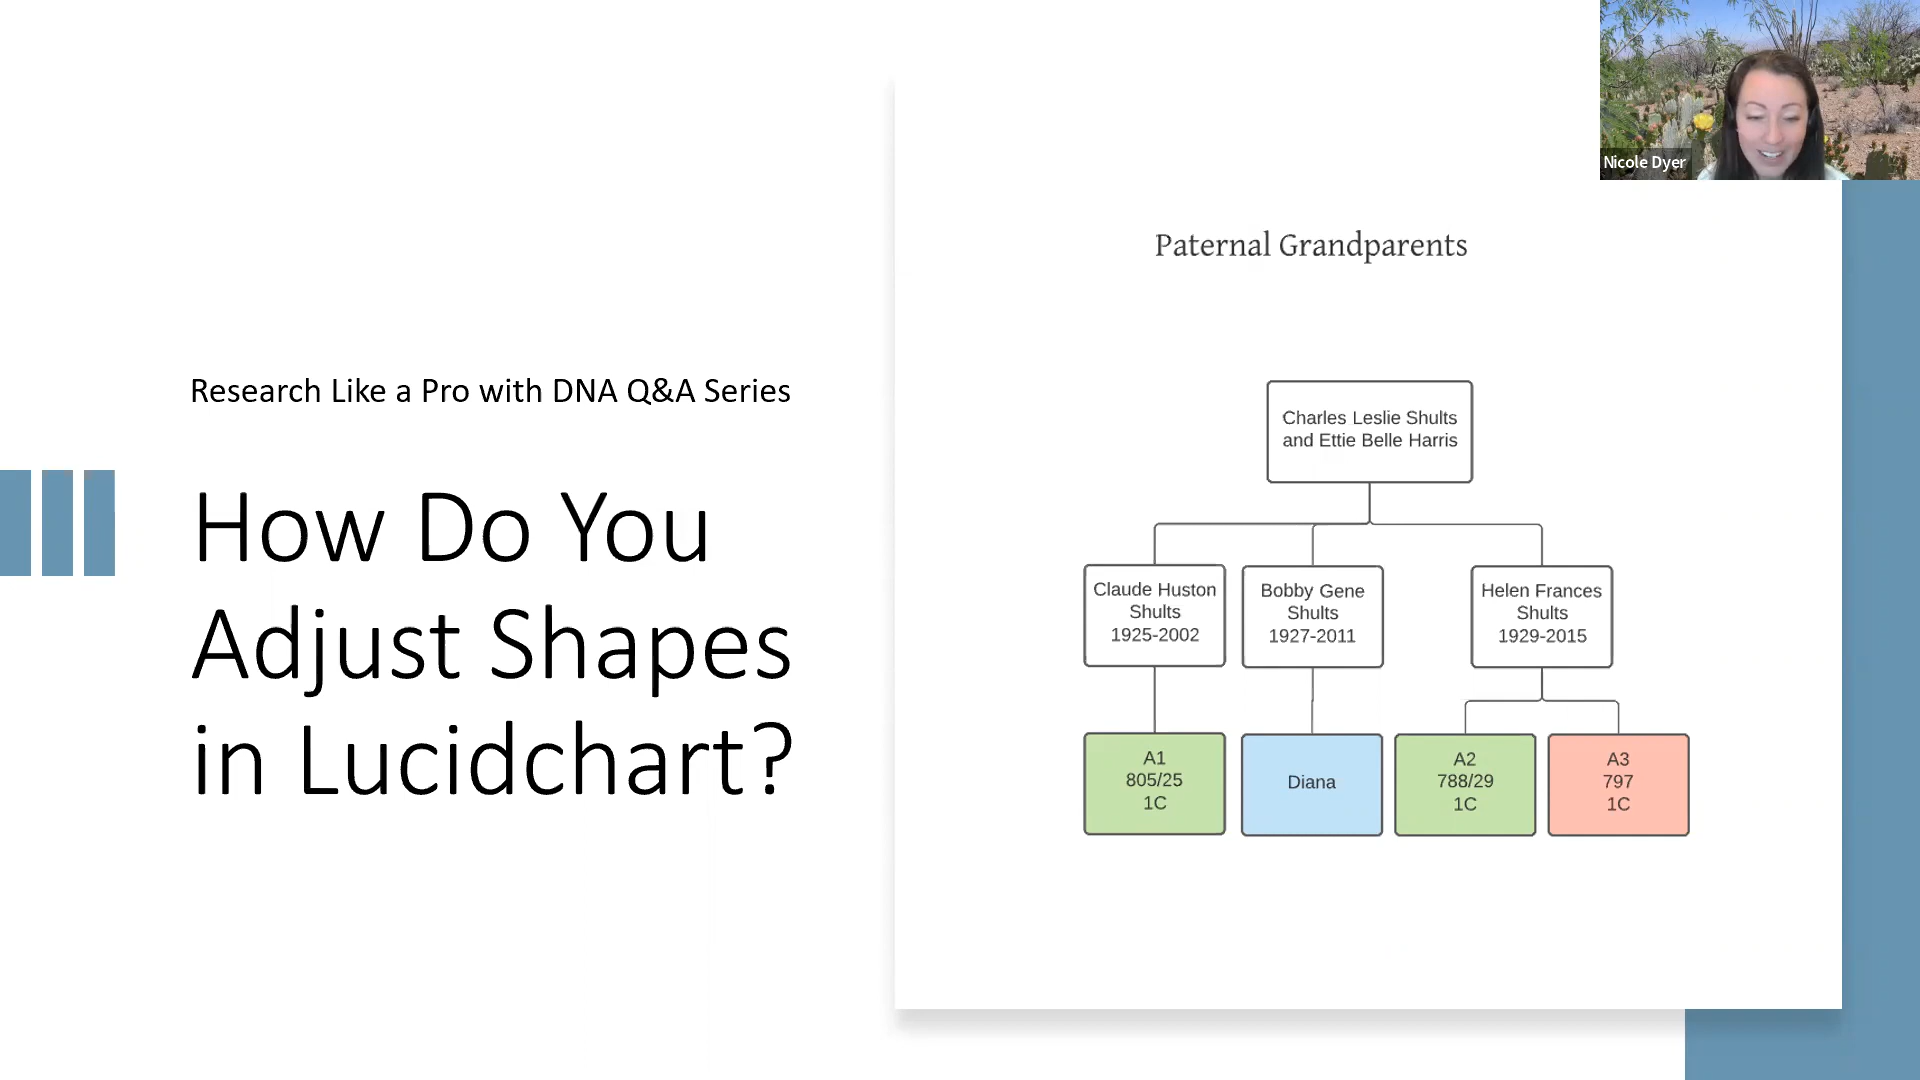 Nicole Dyer
Research Like a Pro with DNA Q&A Series
How Do You
Adjust Shapes
in Lucidchart?
Paternal Grandparents
Charles Leslie Shults
and Ettie Belle Harris
Claude Huston
Shults
1925-2002
Bobby Gene
Shults
1927-2011
Helen Frances
Shults
1929-2015
A1
805/25
1C
Diana
A2
788/29
1C
A3
797
1C